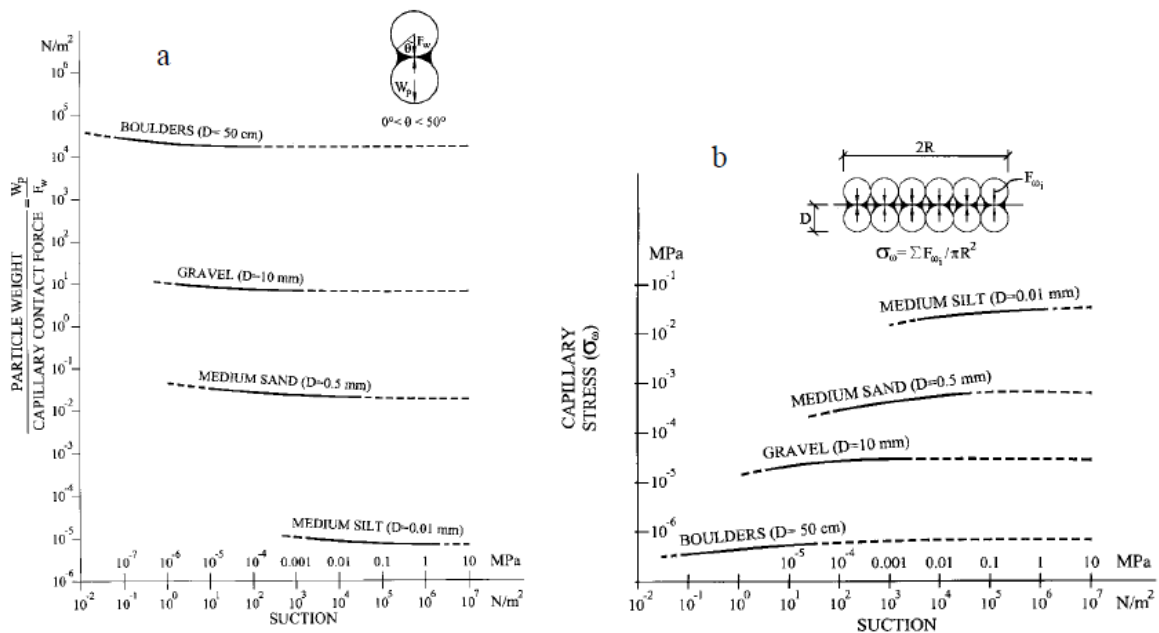 a
N/m²
10⁶
10⁵
10⁴
10³
10²
10¹
10⁰
10⁻¹
10⁻²
10⁻³
10⁻⁴
10⁻⁵
10⁻⁶
PARTICLE WEIGHT
CAPILLARY CONTACT FORCE
= Wₚ
F_w
θ F_w
Wₚ
0°< θ < 50°
BOULDERS (D= 50 cm)
GRAVEL (D=10 mm)
MEDIUM SAND (D=0.5 mm)
MEDIUM SILT (D=0.01 mm)
10⁻⁷ 10⁻⁶ 10⁻⁵ 10⁻⁴ 0.001 0.01 0.1 1 10 MPa
10⁻² 10⁻¹ 10⁰ 10¹ 10² 10³ 10⁴ 10⁵ 10⁶ 10⁷ N/m²
SUCTION
b
2R
F_ωᵢ
D
σ_ω= ΣF_ωᵢ/πR²
MPa
10⁻¹
10⁻²
10⁻³
10⁻⁴
10⁻⁵
10⁻⁶
CAPILLARY
STRESS (σ_ω)
MEDIUM SILT (D=0.01 mm)
MEDIUM SAND (D=0.5 mm)
GRAVEL (D=10 mm)
BOULDERS (D= 50 cm)
10⁻⁵ 10⁻⁴ 0.001 0.01 0.1 1 10 MPa
10⁻² 10⁻¹ 10⁰ 10¹ 10² 10³ 10⁴ 10⁵ 10⁶ 10⁷ N/m²
SUCTION